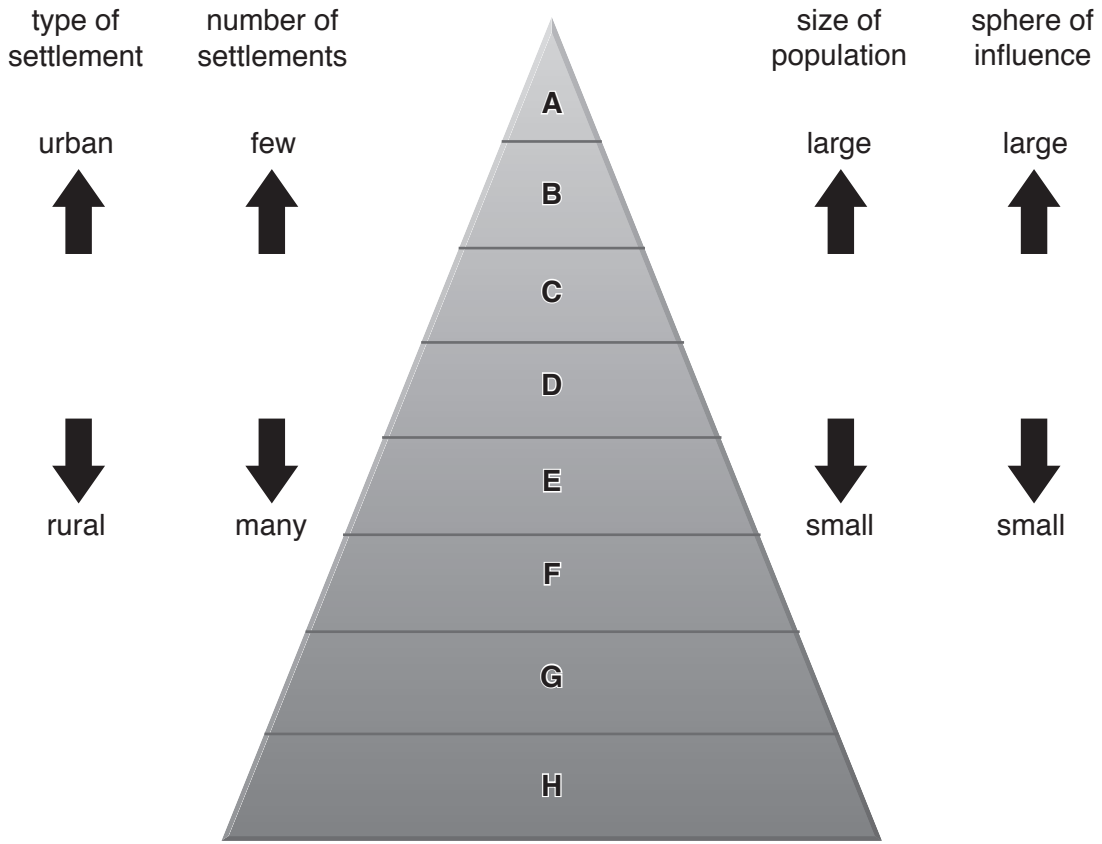 type of
settlement
number of
settlements
size of
population
sphere of
influence
urban
few
large
large
A
B
C
D
E
F
G
H
rural
many
small
small